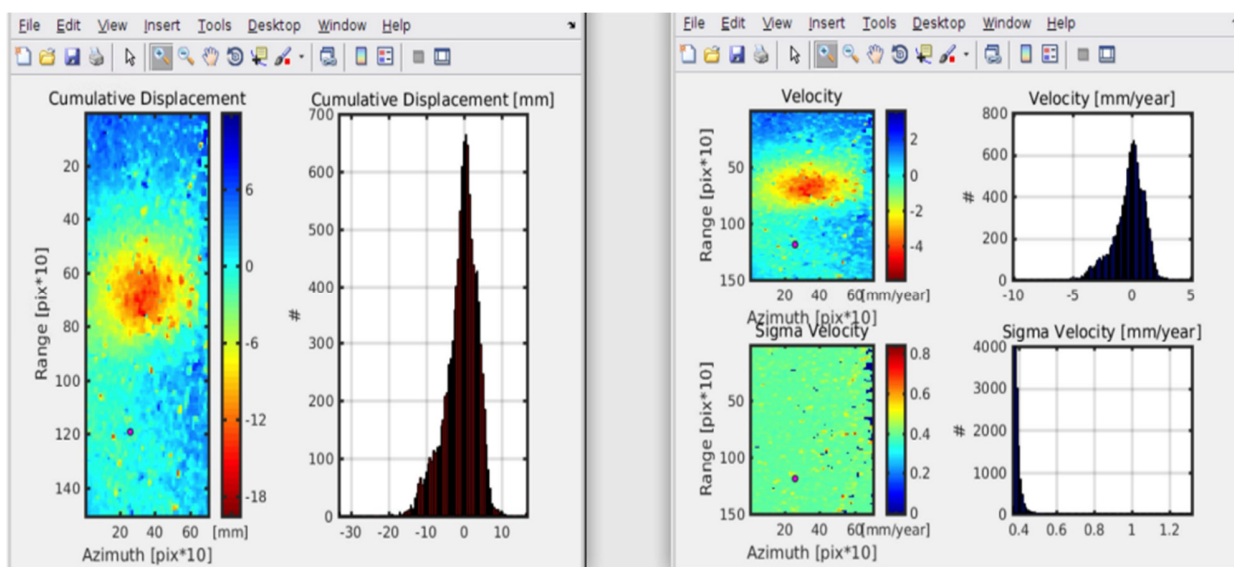 File Edit View Insert Tools Desktop Window Help
Cumulative Displacement
20
40
60
80
100
120
140
Range [pix*10]
20 40 60
Azimuth [pix*10]
6
0
-6
-12
-18
[mm]
Cumulative Displacement [mm]
700
600
500
400
300
200
100
0
#
-30 -20 -10 0 10
File Edit View Insert Tools Desktop Window Help
Velocity
50
100
150
Range [pix*10]
20 40 60
Azimuth [pix*10]
2
0
-2
-4
[mm/year]
Velocity [mm/year]
800
600
400
200
0
#
-10 -5 0 5
Sigma Velocity
50
100
150
Range [pix*10]
20 40 60
Azimuth [pix*10]
0.8
0.6
0.4
0.2
0
[mm/year]
Sigma Velocity [mm/year]
4000
3000
2000
1000
0
#
0.4 0.6 0.8 1 1.2